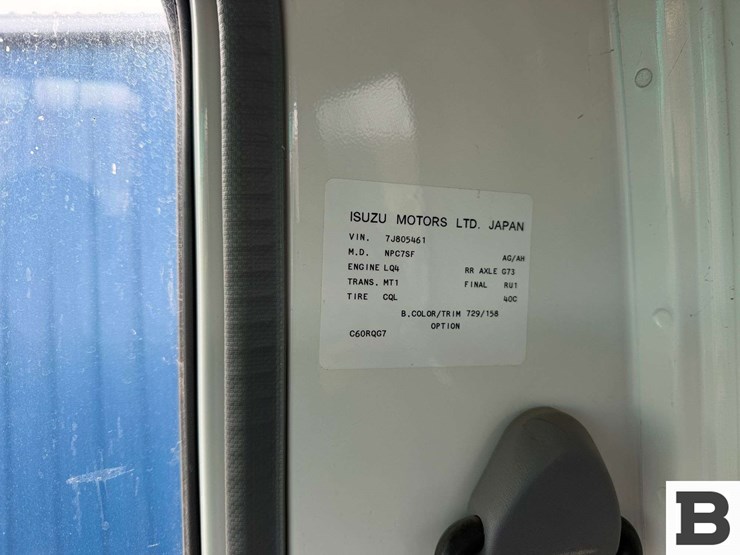 ISUZU MOTORS LTD. JAPAN
VIN. 7J805461
M.D. NPC7SF AG/AH
ENGINE LQ4 RR AXLE G73
TRANS. MT1 FINAL RU1
TIRE CQL 40C
B.COLOR/TRIM 729/158
OPTION
C60RQG7
B